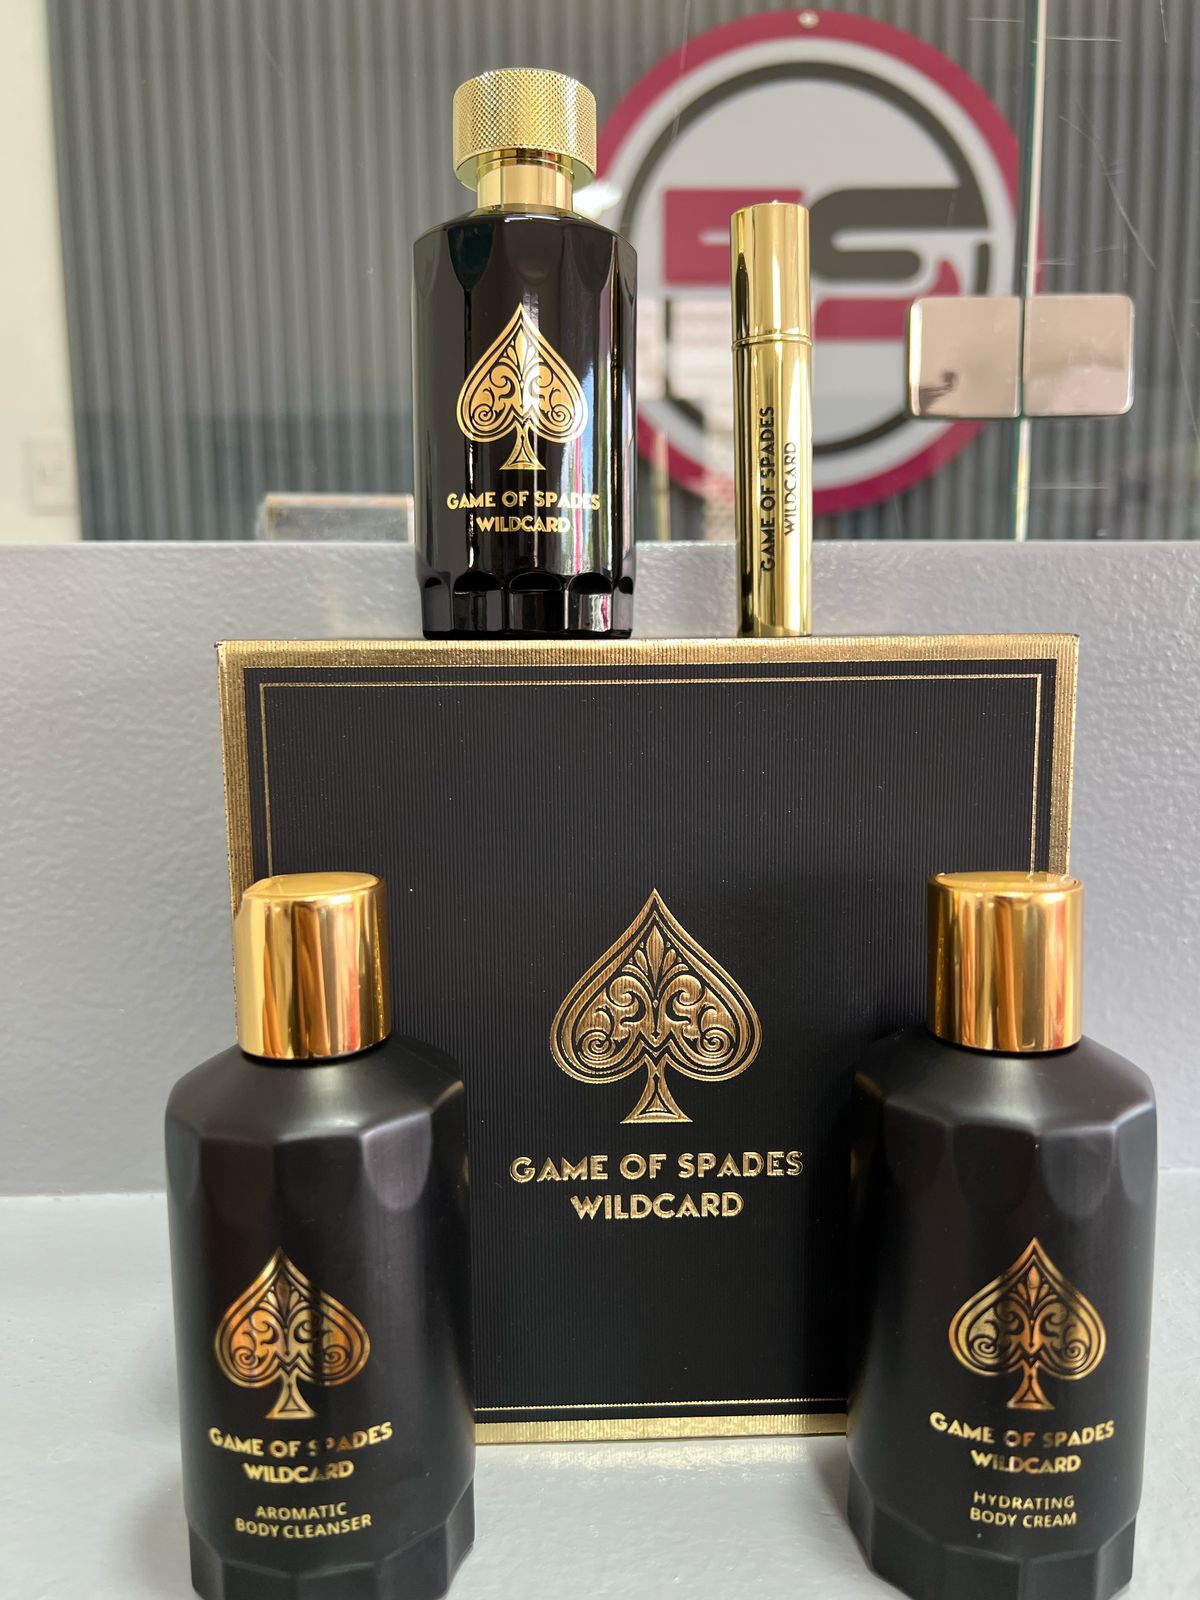 GAME OF SPADES
WILDCARD
GAME OF SPADES
WILDCARD
GAME OF SPADES
WILDCARD
GAME OF SPADES
WILDCARD
AROMATIC
BODY CLEANSER
GAME OF SPADES
WILDCARD
HYDRATING
BODY CREAM